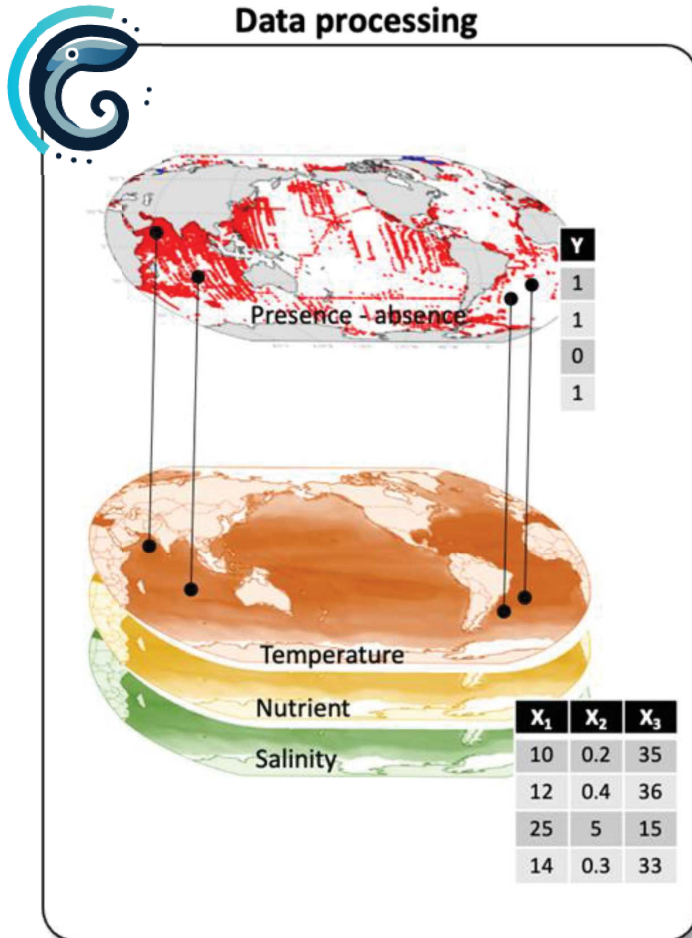 Data processing
Presence - absence
Y
1
1
0
1
Temperature
Nutrient
Salinity
X₁ X₂ X₃
10 0.2 35
12 0.4 36
25 5 15
14 0.3 33